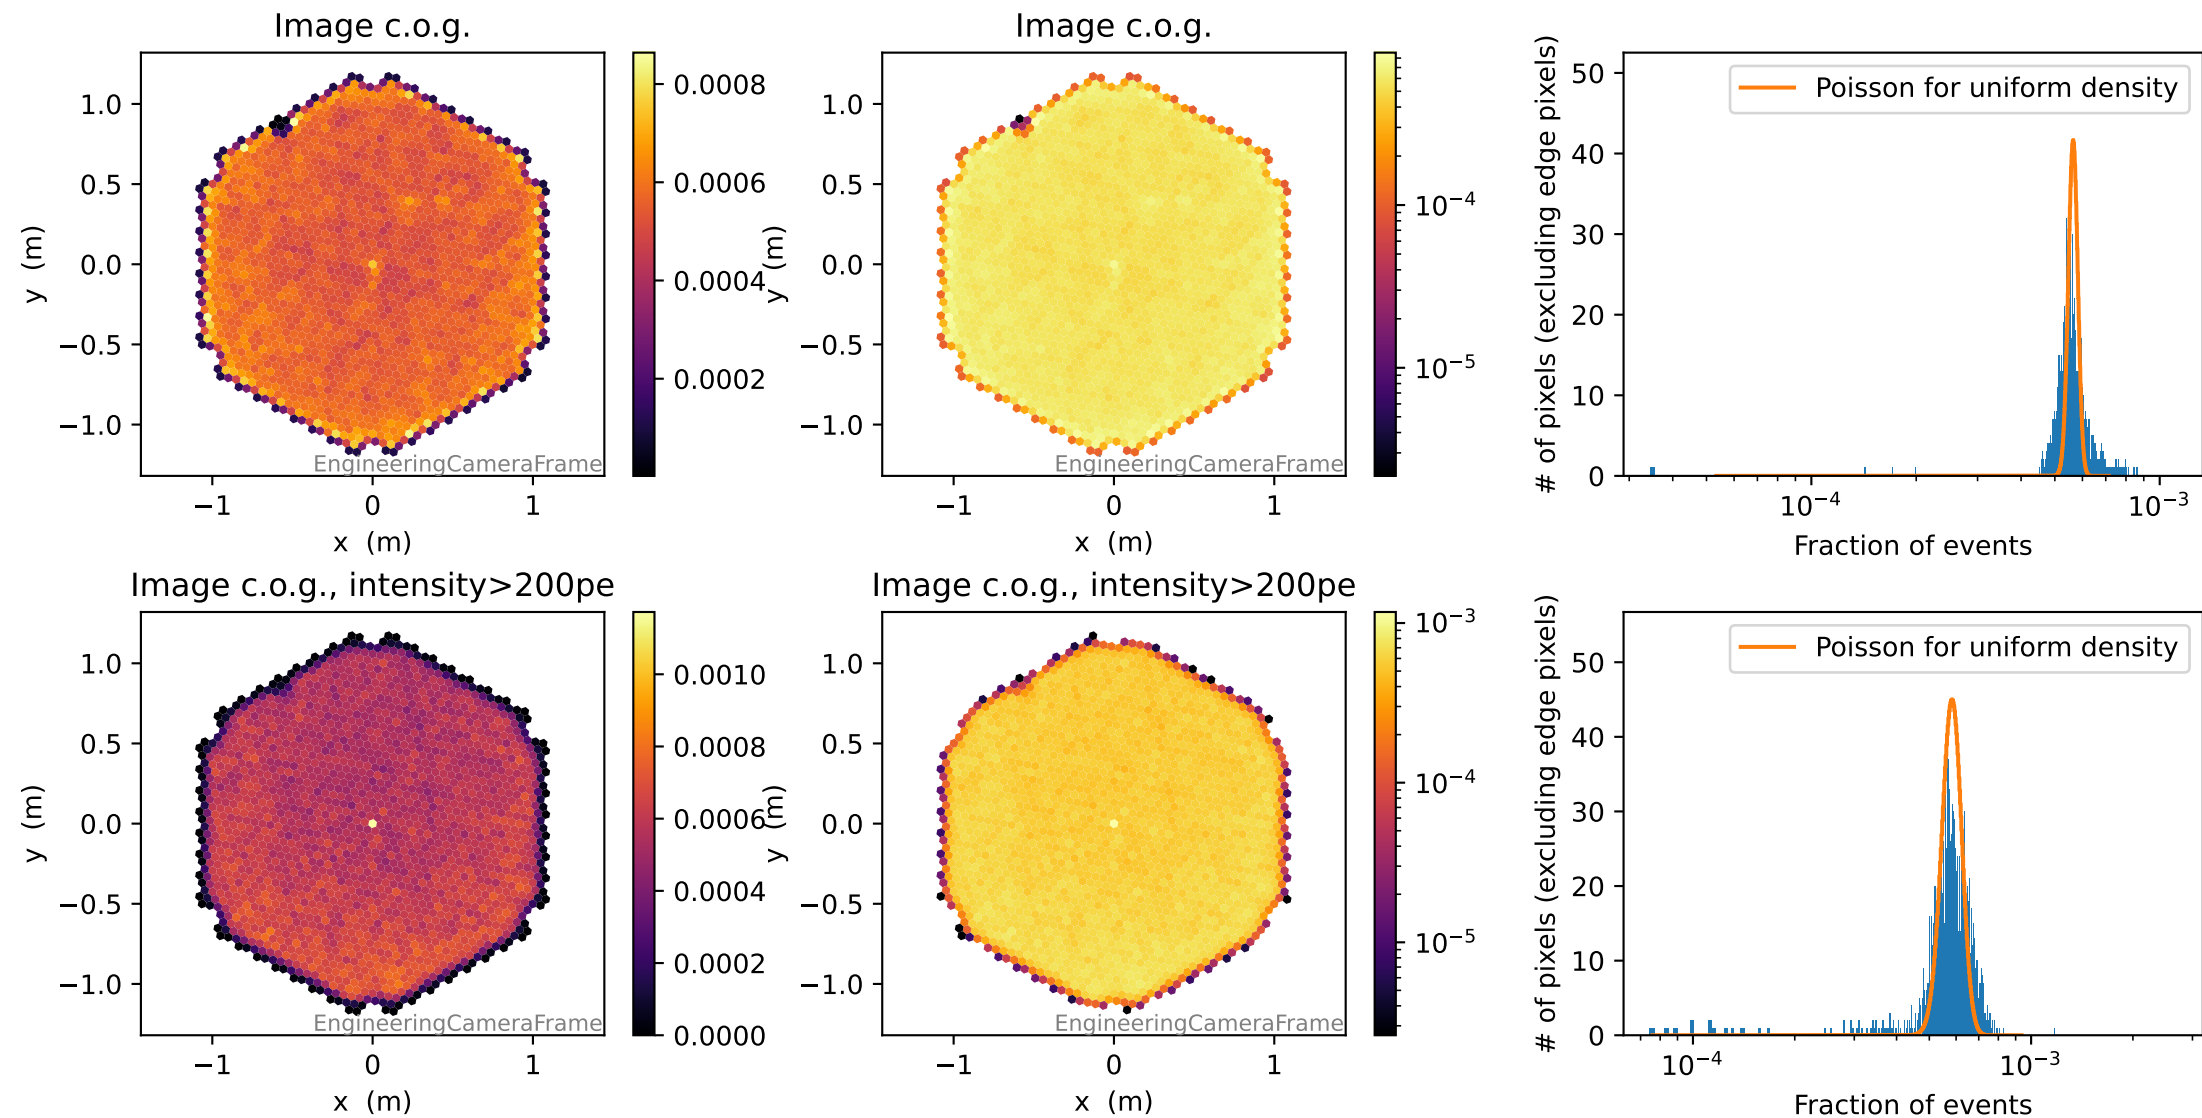 Image c.o.g.
y (m)
1.0
0.5
0.0
−0.5
−1.0
EngineeringCameraFrame
−1
0
1
x (m)
0.0008
0.0006
0.0004
0.0002
Image c.o.g.
y (m)
1.0
0.5
0.0
−0.5
−1.0
EngineeringCameraFrame
−1
0
1
x (m)
10⁻⁴
10⁻⁵
# of pixels (excluding edge pixels)
50
40
30
20
10
0
Poisson for uniform density
10⁻⁴
10⁻³
Fraction of events
Image c.o.g., intensity>200pe
y (m)
1.0
0.5
0.0
−0.5
−1.0
EngineeringCameraFrame
−1
0
1
x (m)
0.0010
0.0008
0.0006
0.0004
0.0002
0.0000
Image c.o.g., intensity>200pe
y (m)
1.0
0.5
0.0
−0.5
−1.0
EngineeringCameraFrame
−1
0
1
x (m)
10⁻³
10⁻⁴
10⁻⁵
# of pixels (excluding edge pixels)
50
40
30
20
10
0
Poisson for uniform density
10⁻⁴
10⁻³
Fraction of events